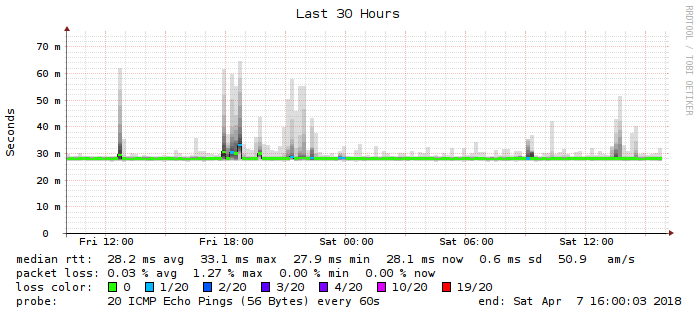 Last 30 Hours
RRDTOOL / TOBI OETIKER
Seconds
70 m
60 m
50 m
40 m
30 m
20 m
10 m
0
Fri 12:00 Fri 18:00 Sat 00:00 Sat 06:00 Sat 12:00
median rtt: 28.2 ms avg 33.1 ms max 27.9 ms min 28.1 ms now 0.6 ms sd 50.9 am/s
packet loss: 0.03 % avg 1.27 % max 0.00 % min 0.00 % now
loss color: 0 1/20 2/20 3/20 4/20 10/20 19/20
probe: 20 ICMP Echo Pings (56 Bytes) every 60s end: Sat Apr 7 16:00:03 2018